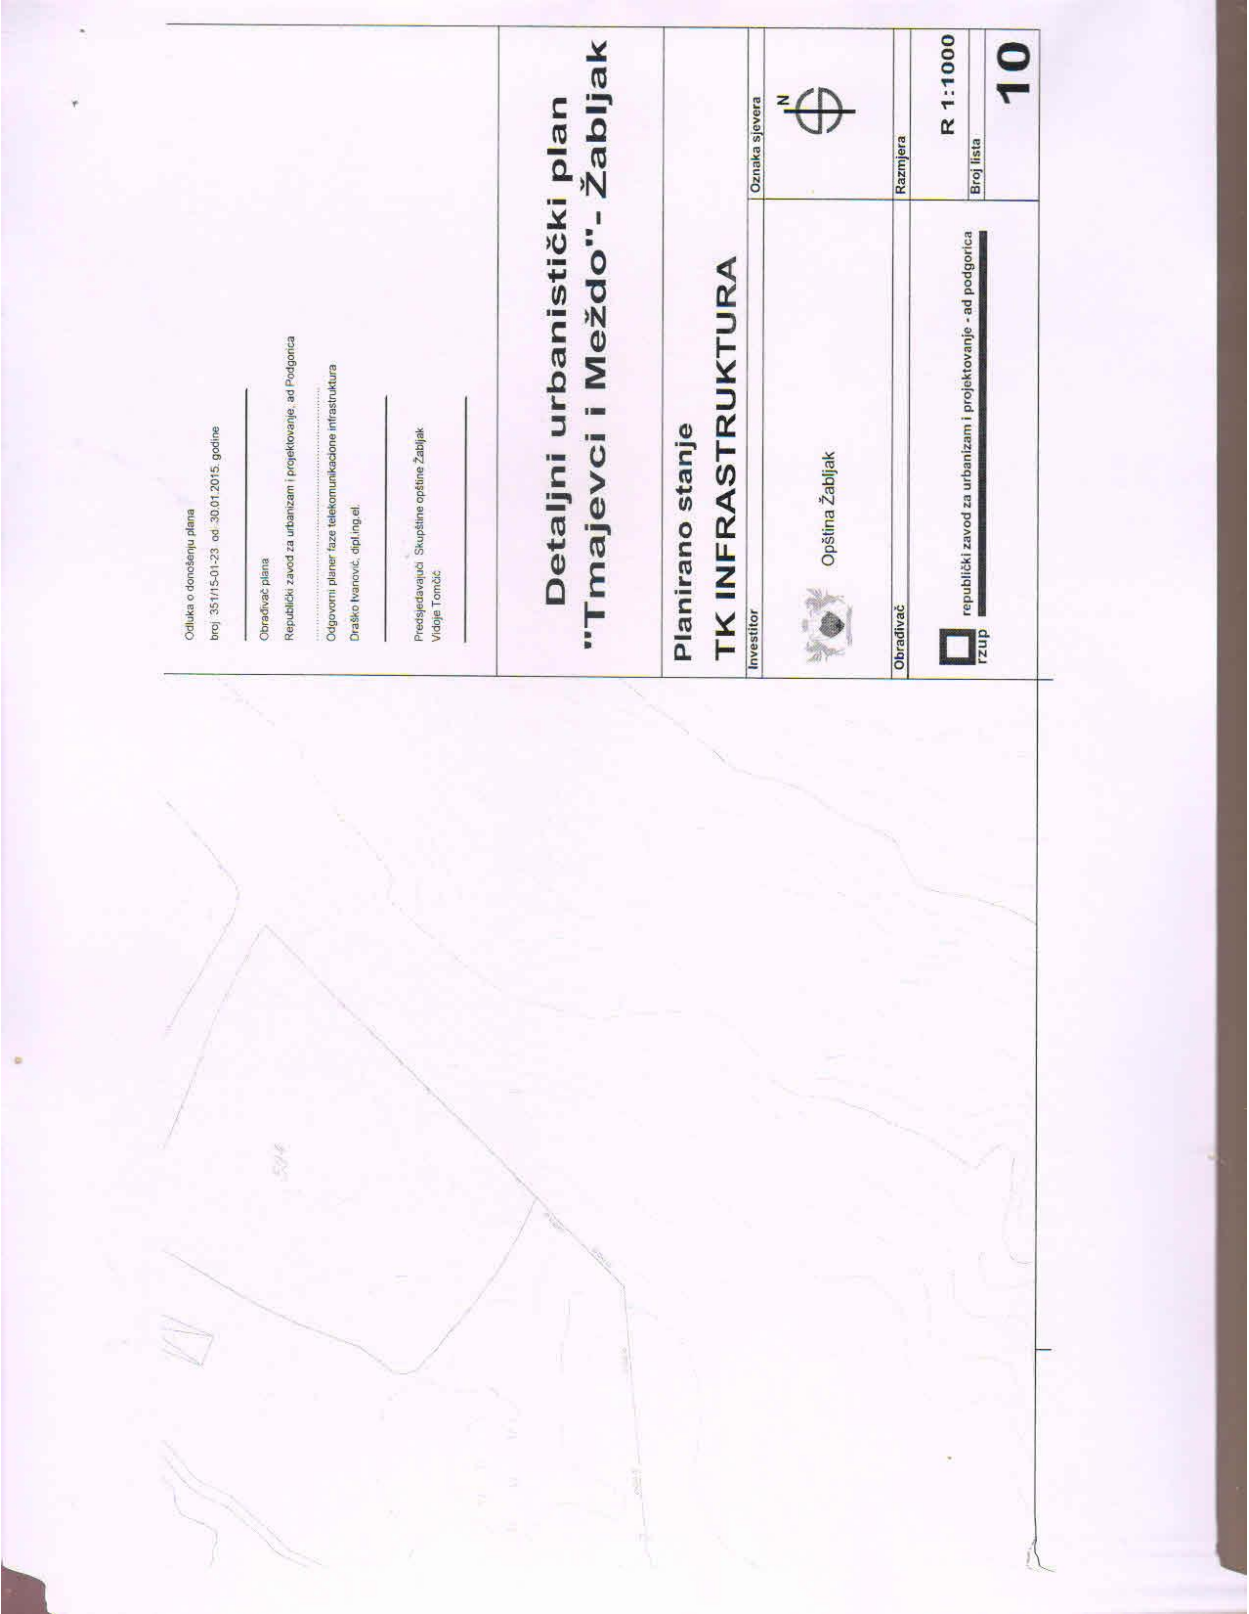 Odluka o donošenju plana
broj 351/15-01-23 od 30.01.2015. godine
Obrađivač plana
Republički zavod za urbanizam i projektovanje, ad Podgorica
Odgovorni planer faze telekomunikacione infrastruktura
Draško Ivanović, dipl.ing.el.
Predsjedavajući Skupštine opštine Žabljak
Vidoje Tomčić
Detaljni urbanistički plan
"Tmajevci i Meždo"- Žabljak
Planirano stanje
TK INFRASTRUKTURA
Investitor
Opština Žabljak
Oznaka sjevera
N
Obrađivač
rzup
republički zavod za urbanizam i projektovanje - ad podgorica
Razmjera
R 1:1000
Broj lista
10
504